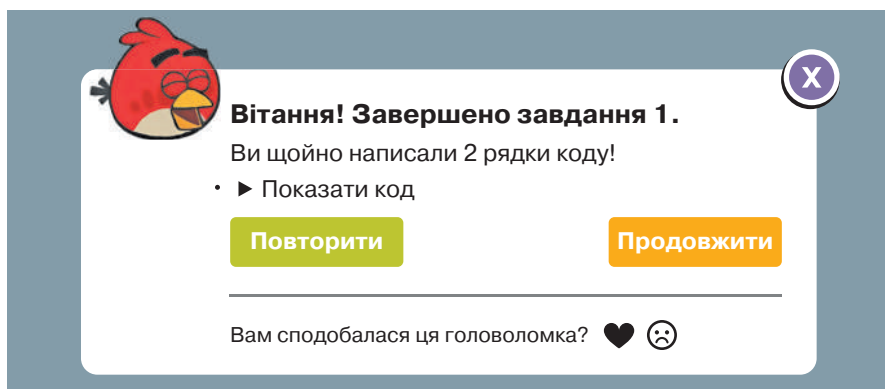 X
Вітання! Завершено завдання 1.
Ви щойно написали 2 рядки коду!
• ▶ Показати код
Повторити
Продовжити
Вам сподобалася ця головоломка?